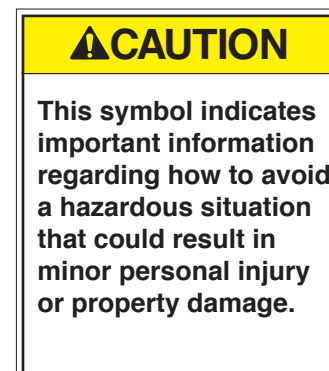 CAUTION
This symbol indicates
important information
regarding how to avoid
a hazardous situation
that could result in
minor personal injury
or property damage.